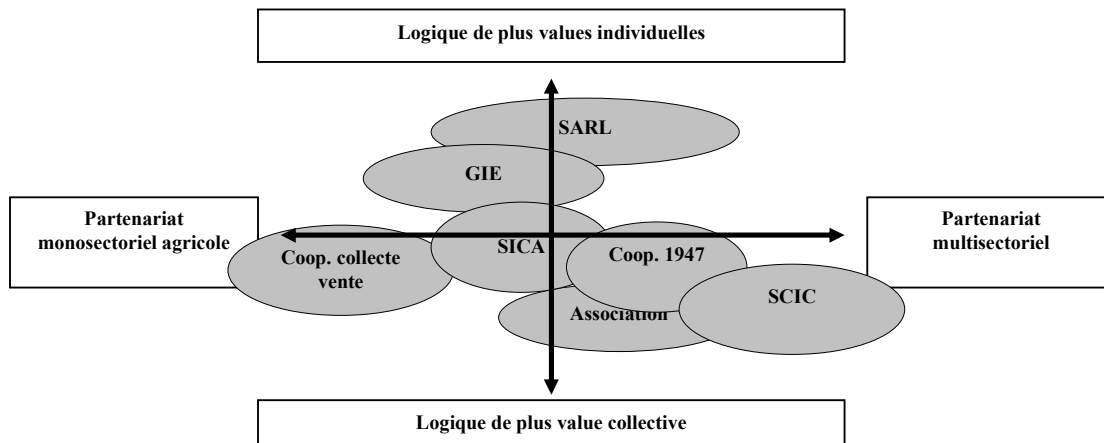 Logique de plus values individuelles
SARL
GIE
Partenariat
monosectoriel agricole
Partenariat
multisectoriel
SICA
Coop. collecte
vente
Coop. 1947
SCIC
Association
Logique de plus value collective